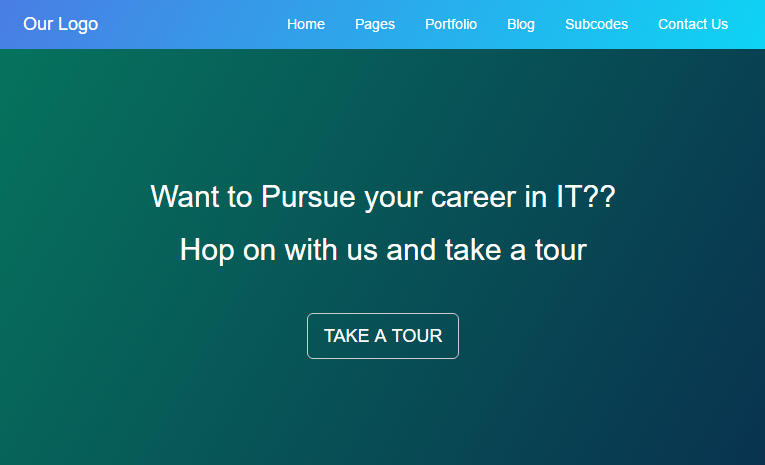 Our Logo Home Pages Portfolio Blog Subcodes Contact Us
Want to Pursue your career in IT??
Hop on with us and take a tour
TAKE A TOUR